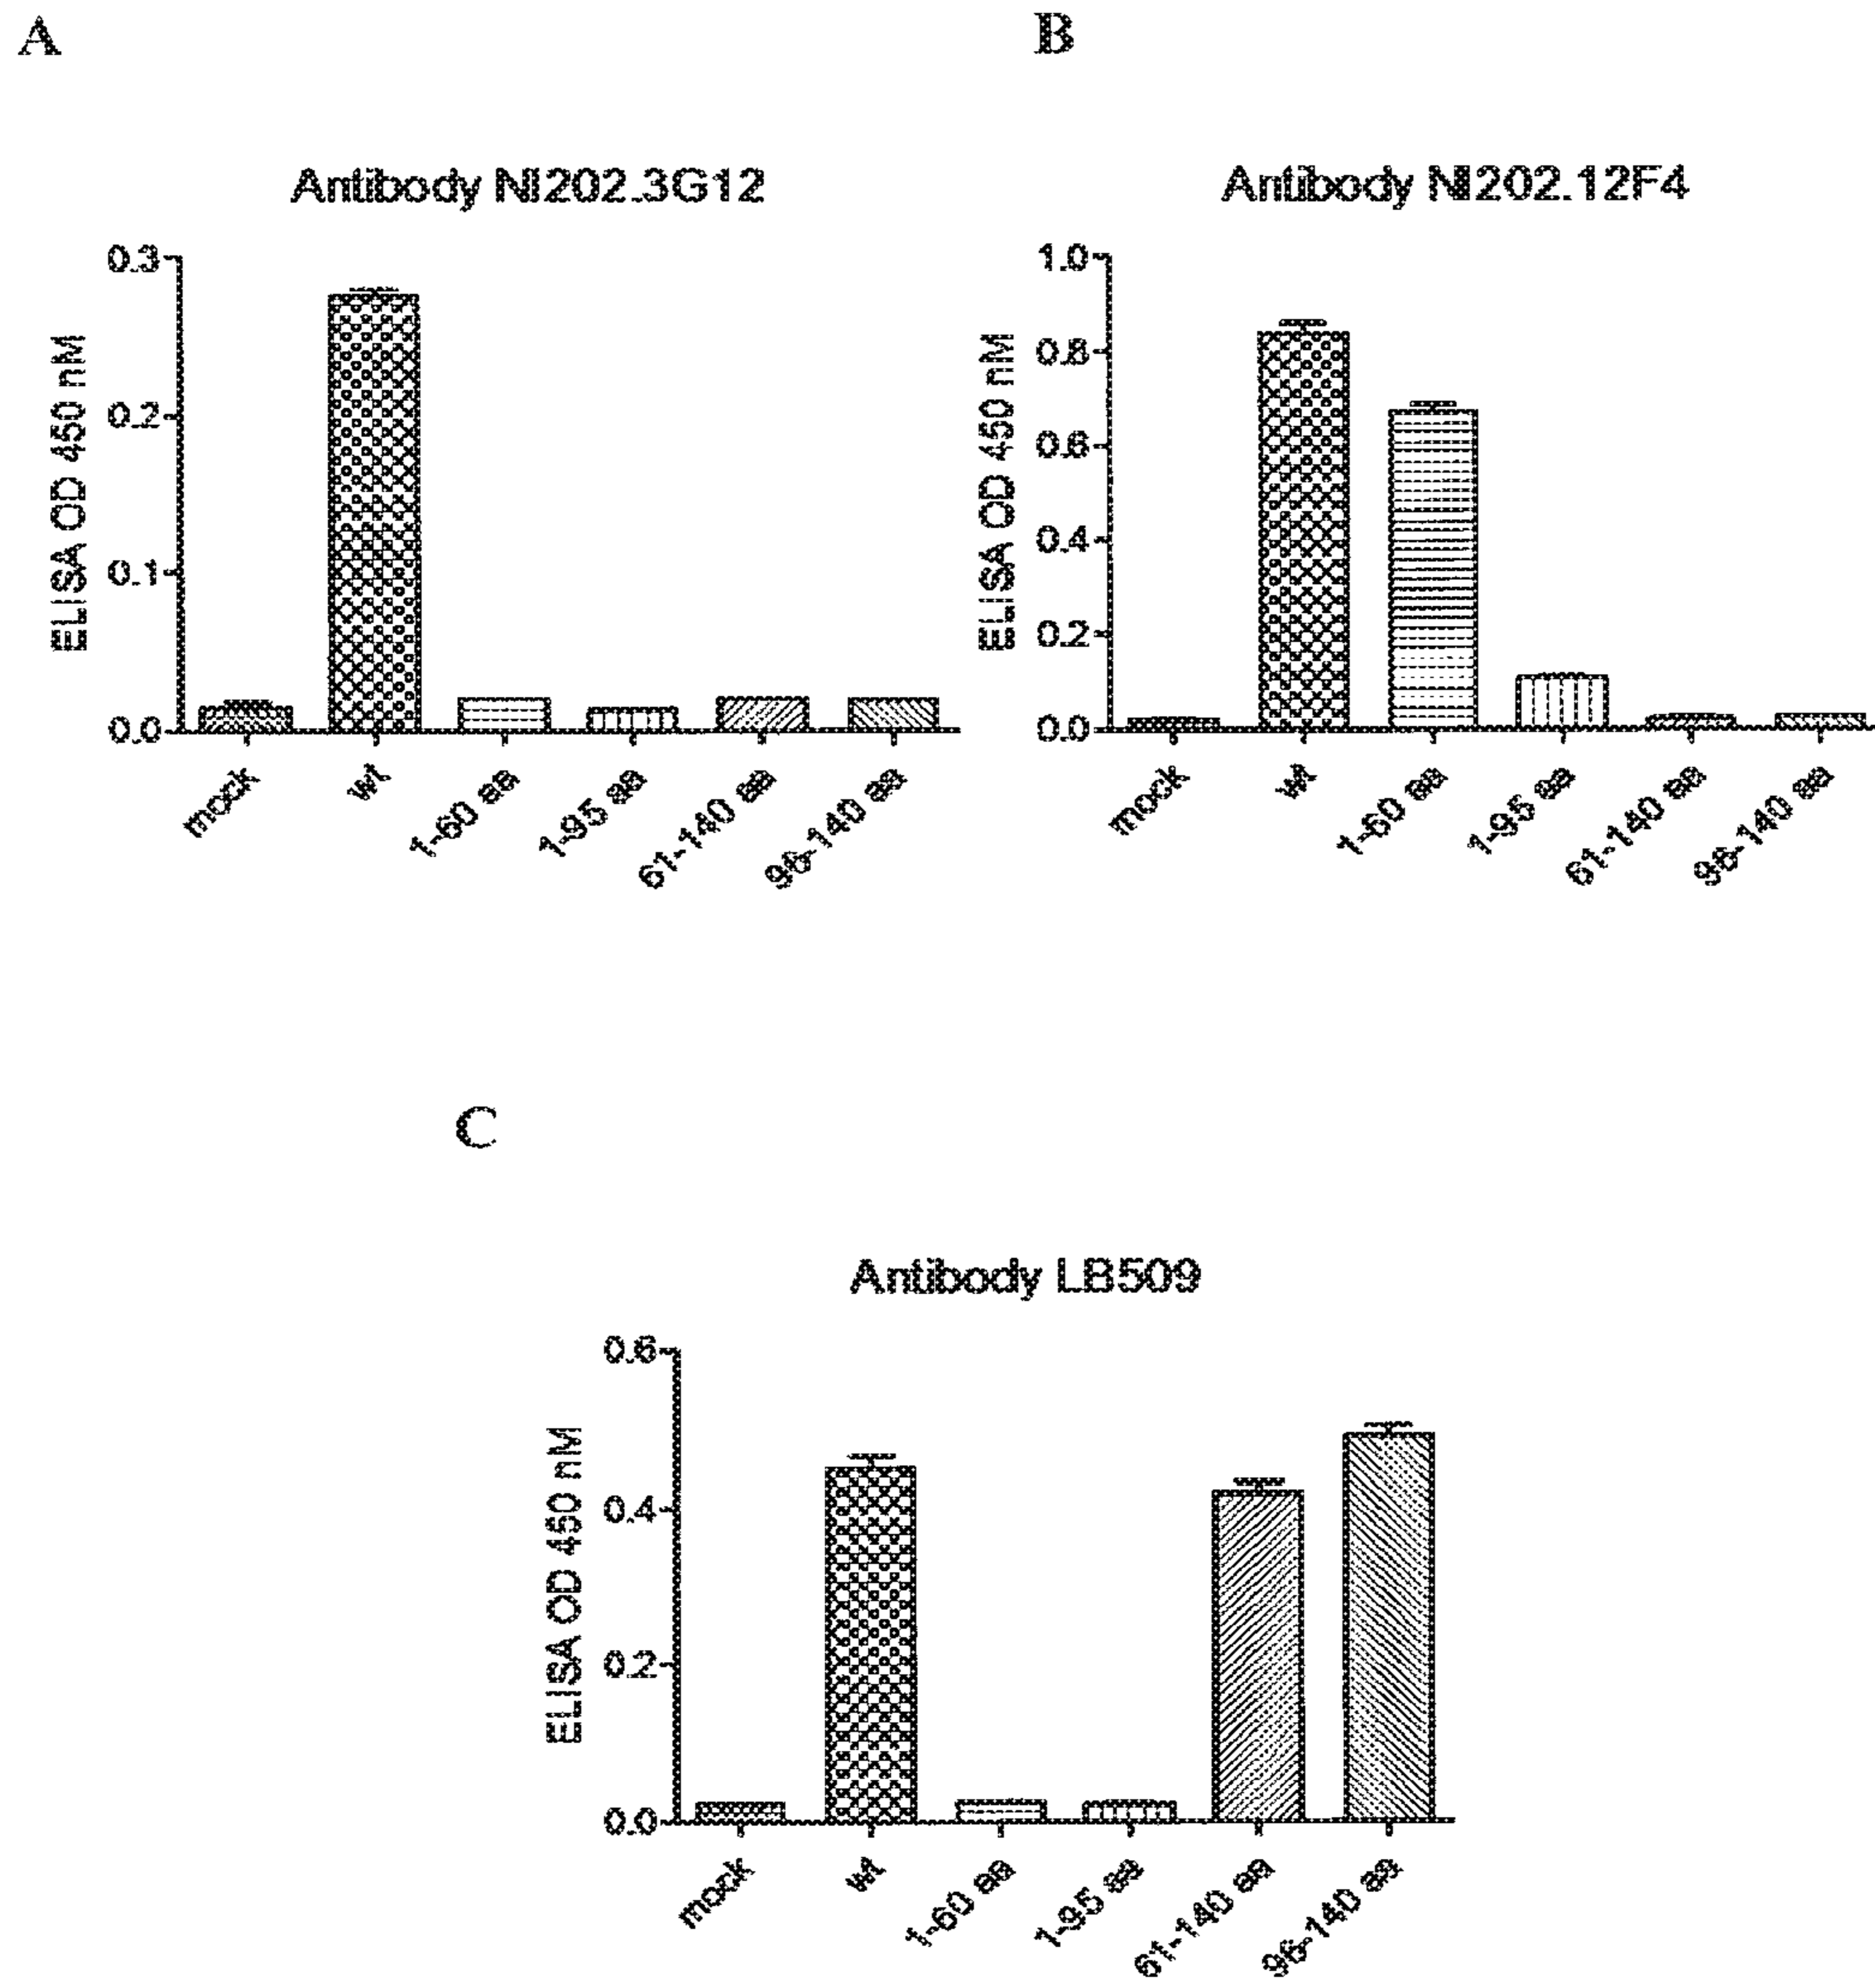 A
Antibody NI202.3G12
ELISA OD 450 nM
0.3
0.2
0.1
0.0
mock
wt
1-60 aa
1-95 aa
61-140 aa
96-140 aa
B
Antibody NI202.12F4
ELISA OD 450 nM
1.0
0.8
0.6
0.4
0.2
0.0
mock
wt
1-60 aa
1-95 aa
61-140 aa
96-140 aa
C
Antibody LB509
ELISA OD 450 nM
0.6
0.4
0.2
0.0
mock
wt
1-60 aa
1-95 aa
61-140 aa
96-140 aa